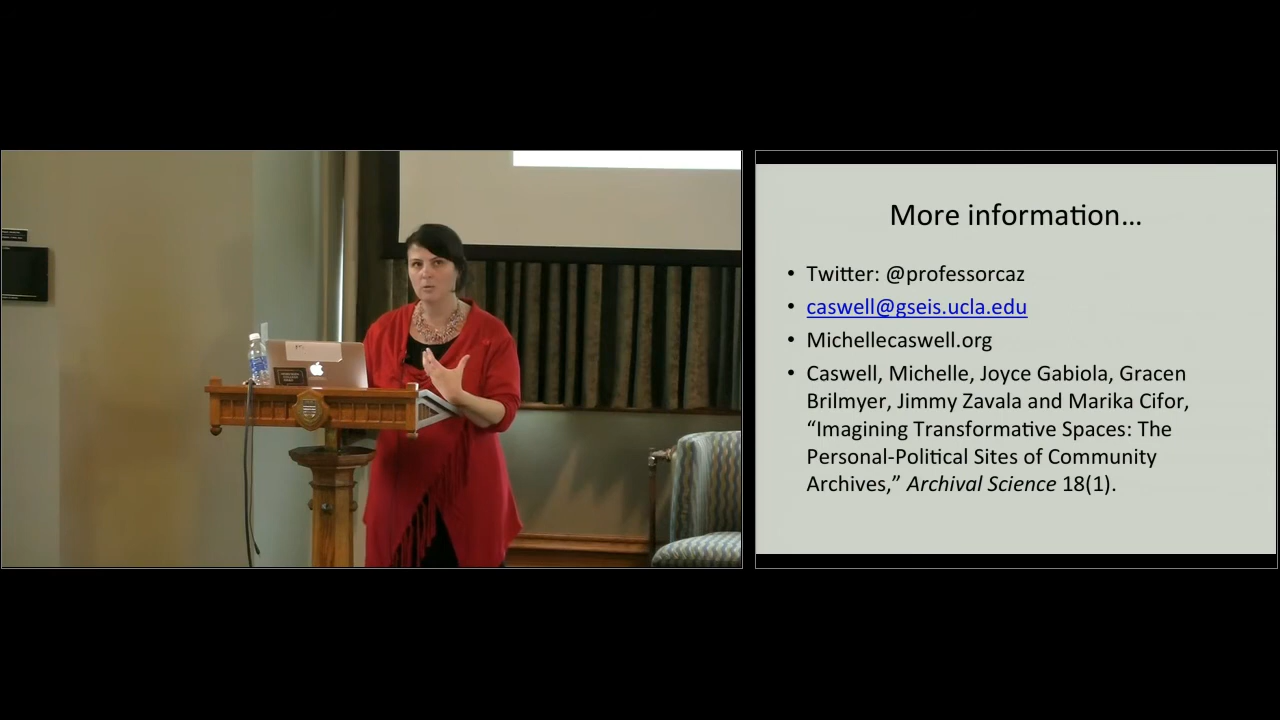 More information...
• Twitter: @professorcaz
• caswell@gseis.ucla.edu
• Michellecaswell.org
• Caswell, Michelle, Joyce Gabiola, Gracen
Brilmyer, Jimmy Zavala and Marika Cifor,
“Imagining Transformative Spaces: The
Personal-Political Sites of Community
Archives,” Archival Science 18(1).